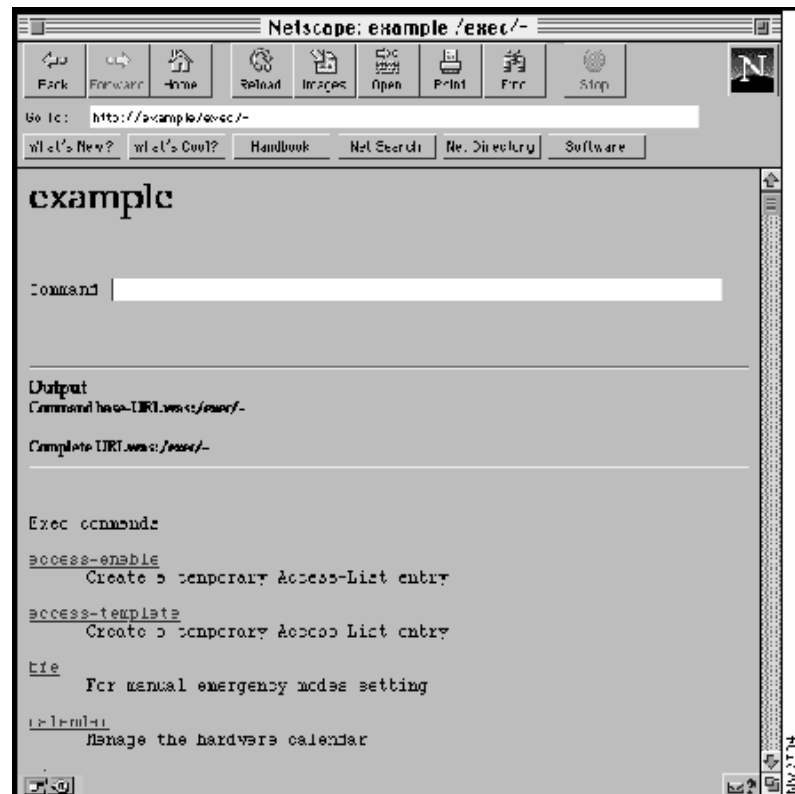 Netscape: example /exec/-
Back Forward Home Reload Images Open Print Find Stop
N
Go To: http://example/exec/-
What's New? What's Cool? Handbook Net Search Net Directory Software
example
Command
Output
Command base-URL was: /exec/-
Complete URL was: /exec/-
Exec commands
access-enable
Create a temporary Access-List entry
access-template
Create a temporary Access-List entry
bfe
For manual emergency modes setting
calendar
Manage the hardware calendar